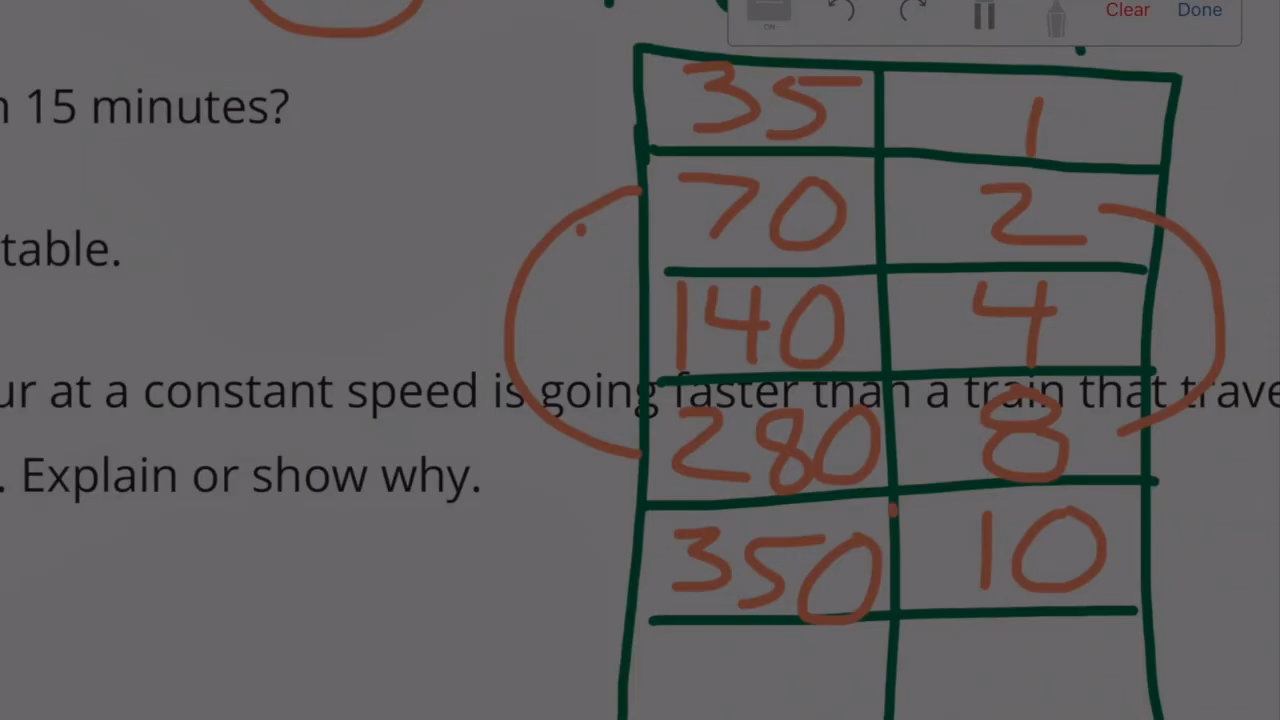 ON Clear Done
35 1
n 15 minutes?
70 2
table.
140 4
ur at a constant speed is going faster than a train that trave
280 8
. Explain or show why.
350 10